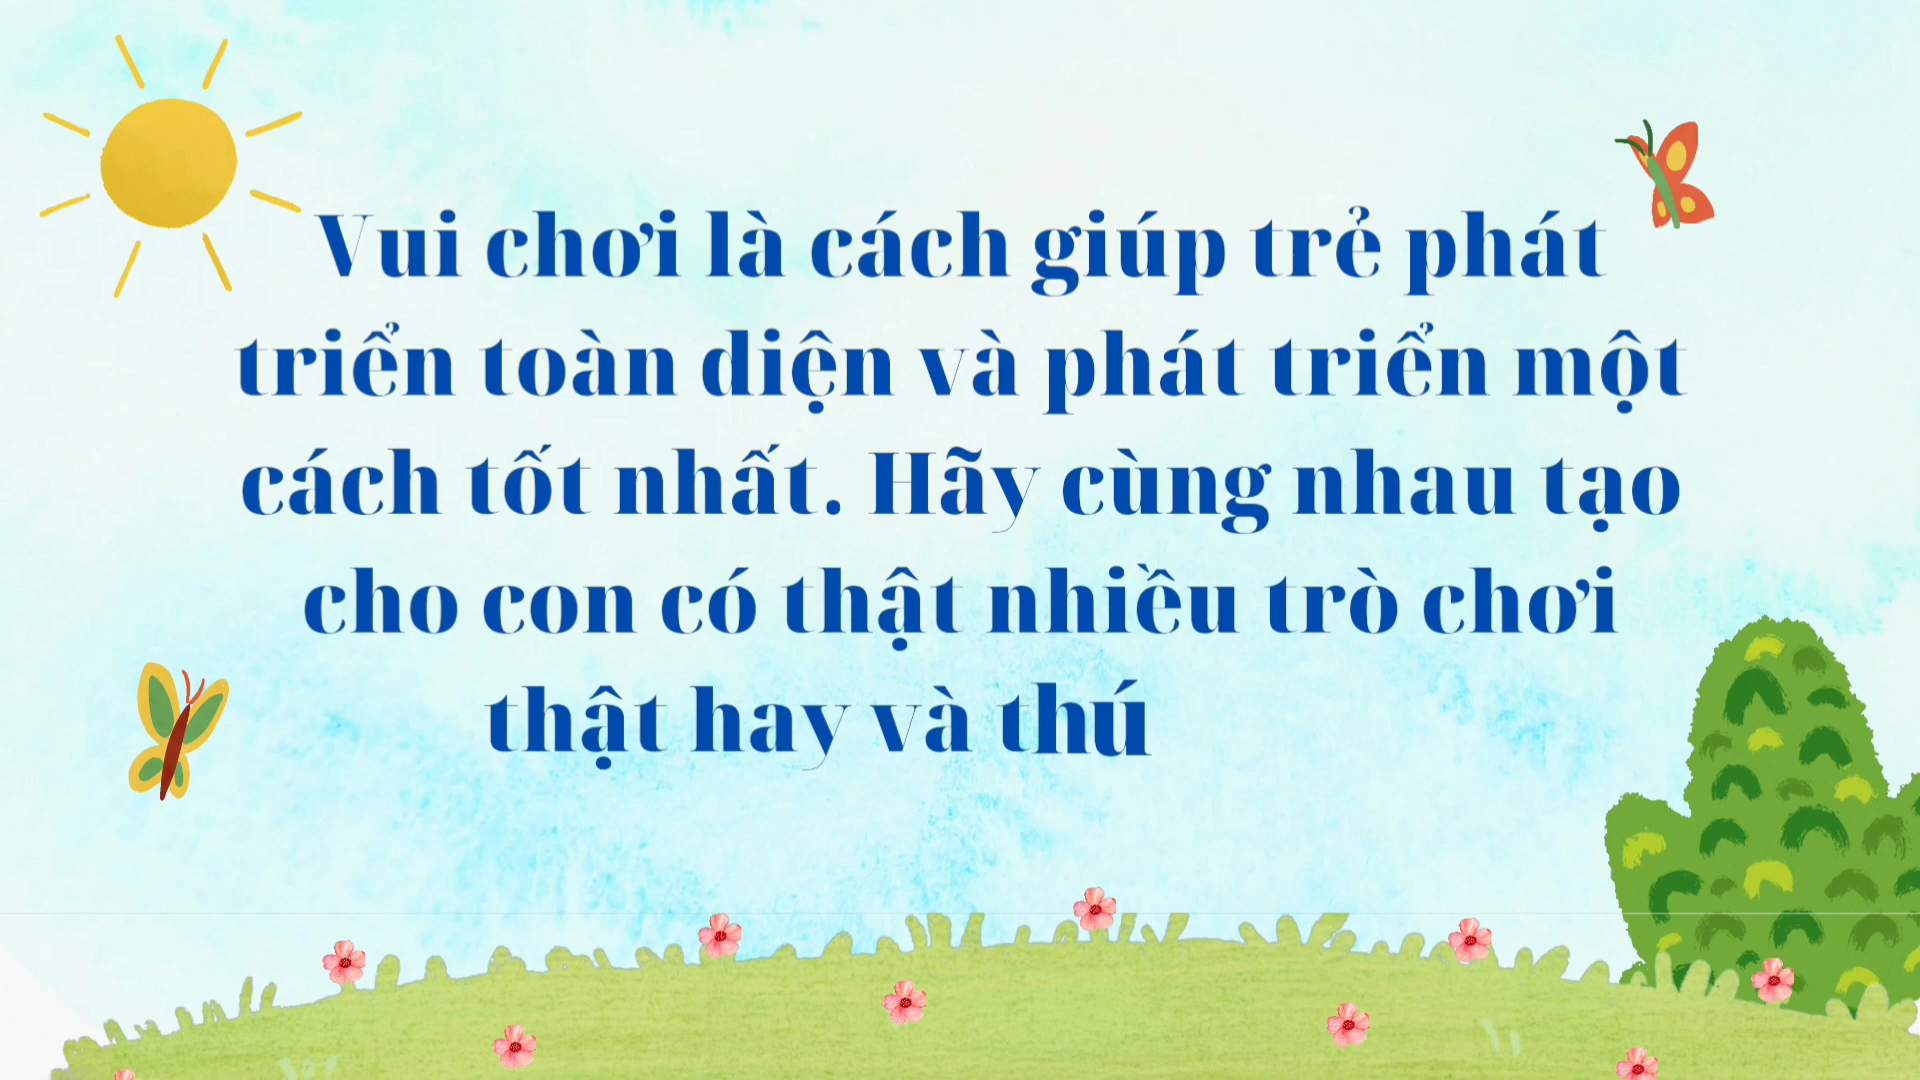 Vui chơi là cách giúp trẻ phát
triển toàn diện và phát triển một
cách tốt nhất. Hãy cùng nhau tạo
cho con có thật nhiều trò chơi
thật hay và thú